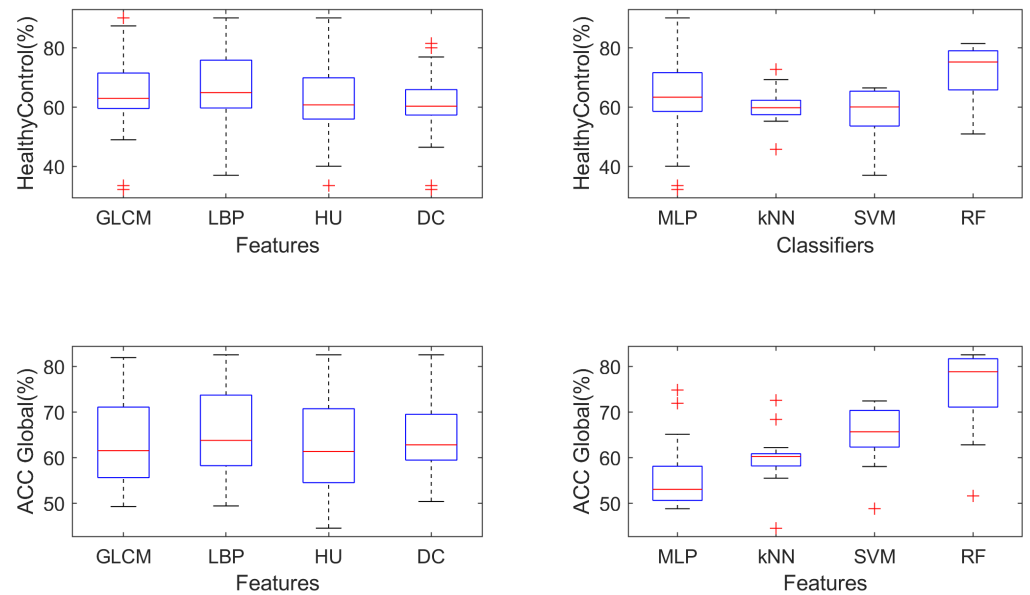 HealthyControl(%)
80
60
40
GLCM LBP HU DC
Features
HealthyControl(%)
80
60
40
MLP kNN SVM RF
Classifiers
ACC Global(%)
80
70
60
50
GLCM LBP HU DC
Features
ACC Global(%)
80
70
60
50
MLP kNN SVM RF
Features